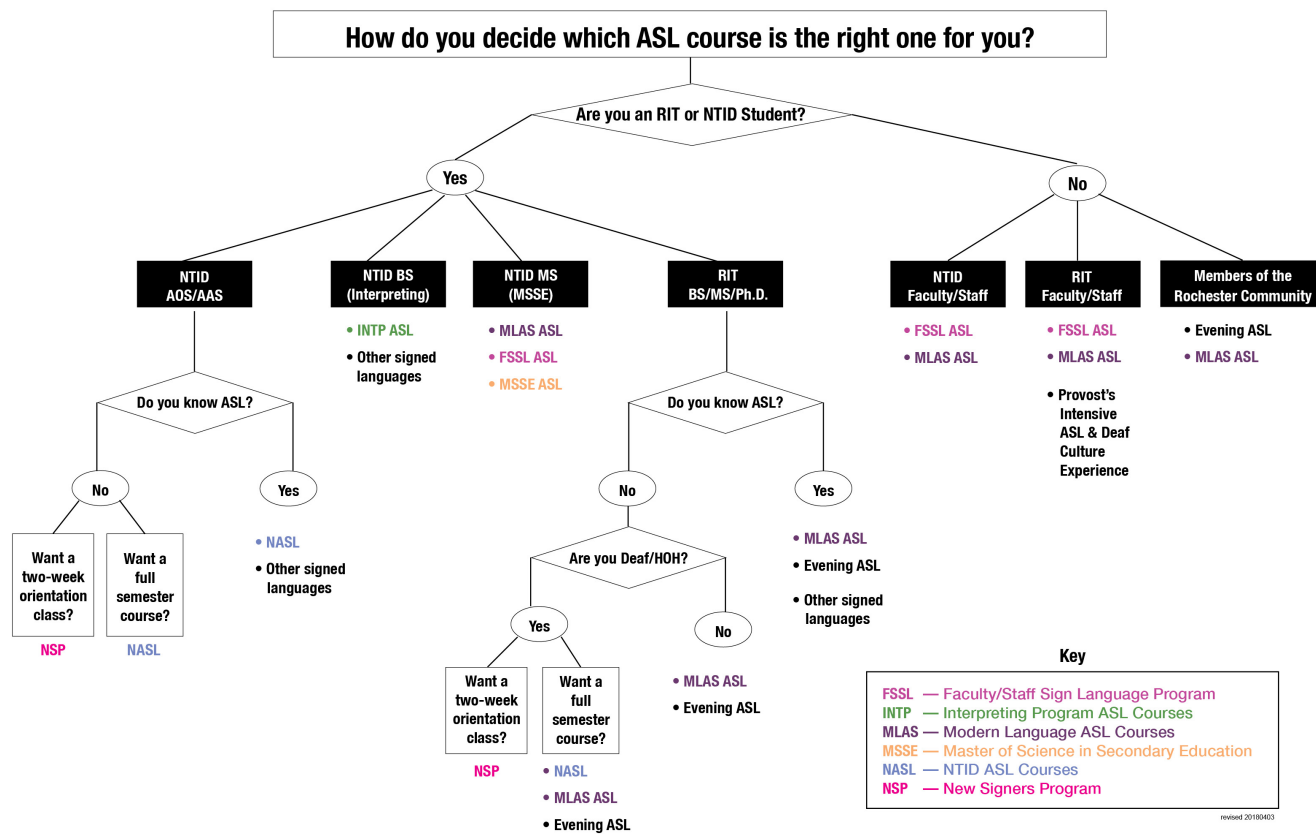 How do you decide which ASL course is the right one for you?
Are you an RIT or NTID Student?
Yes
No
NTID
AOS/AAS
NTID BS
(Interpreting)
NTID MS
(MSSE)
RIT
BS/MS/Ph.D.
NTID
Faculty/Staff
RIT
Faculty/Staff
Members of the
Rochester Community
• INTP ASL
• Other signed
languages
• MLAS ASL
• FSSL ASL
• MSSE ASL
• FSSL ASL
• MLAS ASL
• FSSL ASL
• MLAS ASL
• Provost's
Intensive
ASL & Deaf
Culture
Experience
• Evening ASL
• MLAS ASL
Do you know ASL?
No
Yes
Want a
two-week
orientation
class?
NSP
Want a
full
semester
course?
NASL
• NASL
• Other signed
languages
Do you know ASL?
No
Yes
• MLAS ASL
• Evening ASL
• Other signed
languages
Are you Deaf/HOH?
Yes
No
Want a
two-week
orientation
class?
NSP
Want a
full
semester
course?
• NASL
• MLAS ASL
• Evening ASL
• MLAS ASL
• Evening ASL
Key
FSSL — Faculty/Staff Sign Language Program
INTP — Interpreting Program ASL Courses
MLAS — Modern Language ASL Courses
MSSE — Master of Science in Secondary Education
NASL — NTID ASL Courses
NSP — New Signers Program
revised 20180403